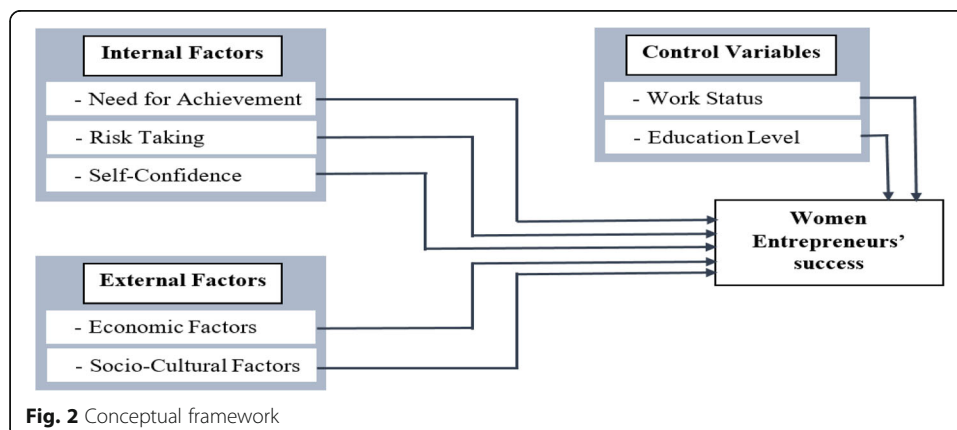 Internal Factors
- Need for Achievement
- Risk Taking
- Self-Confidence
External Factors
- Economic Factors
- Socio-Cultural Factors
Control Variables
- Work Status
- Education Level
Women
Entrepreneurs’
success
Fig. 2 Conceptual framework